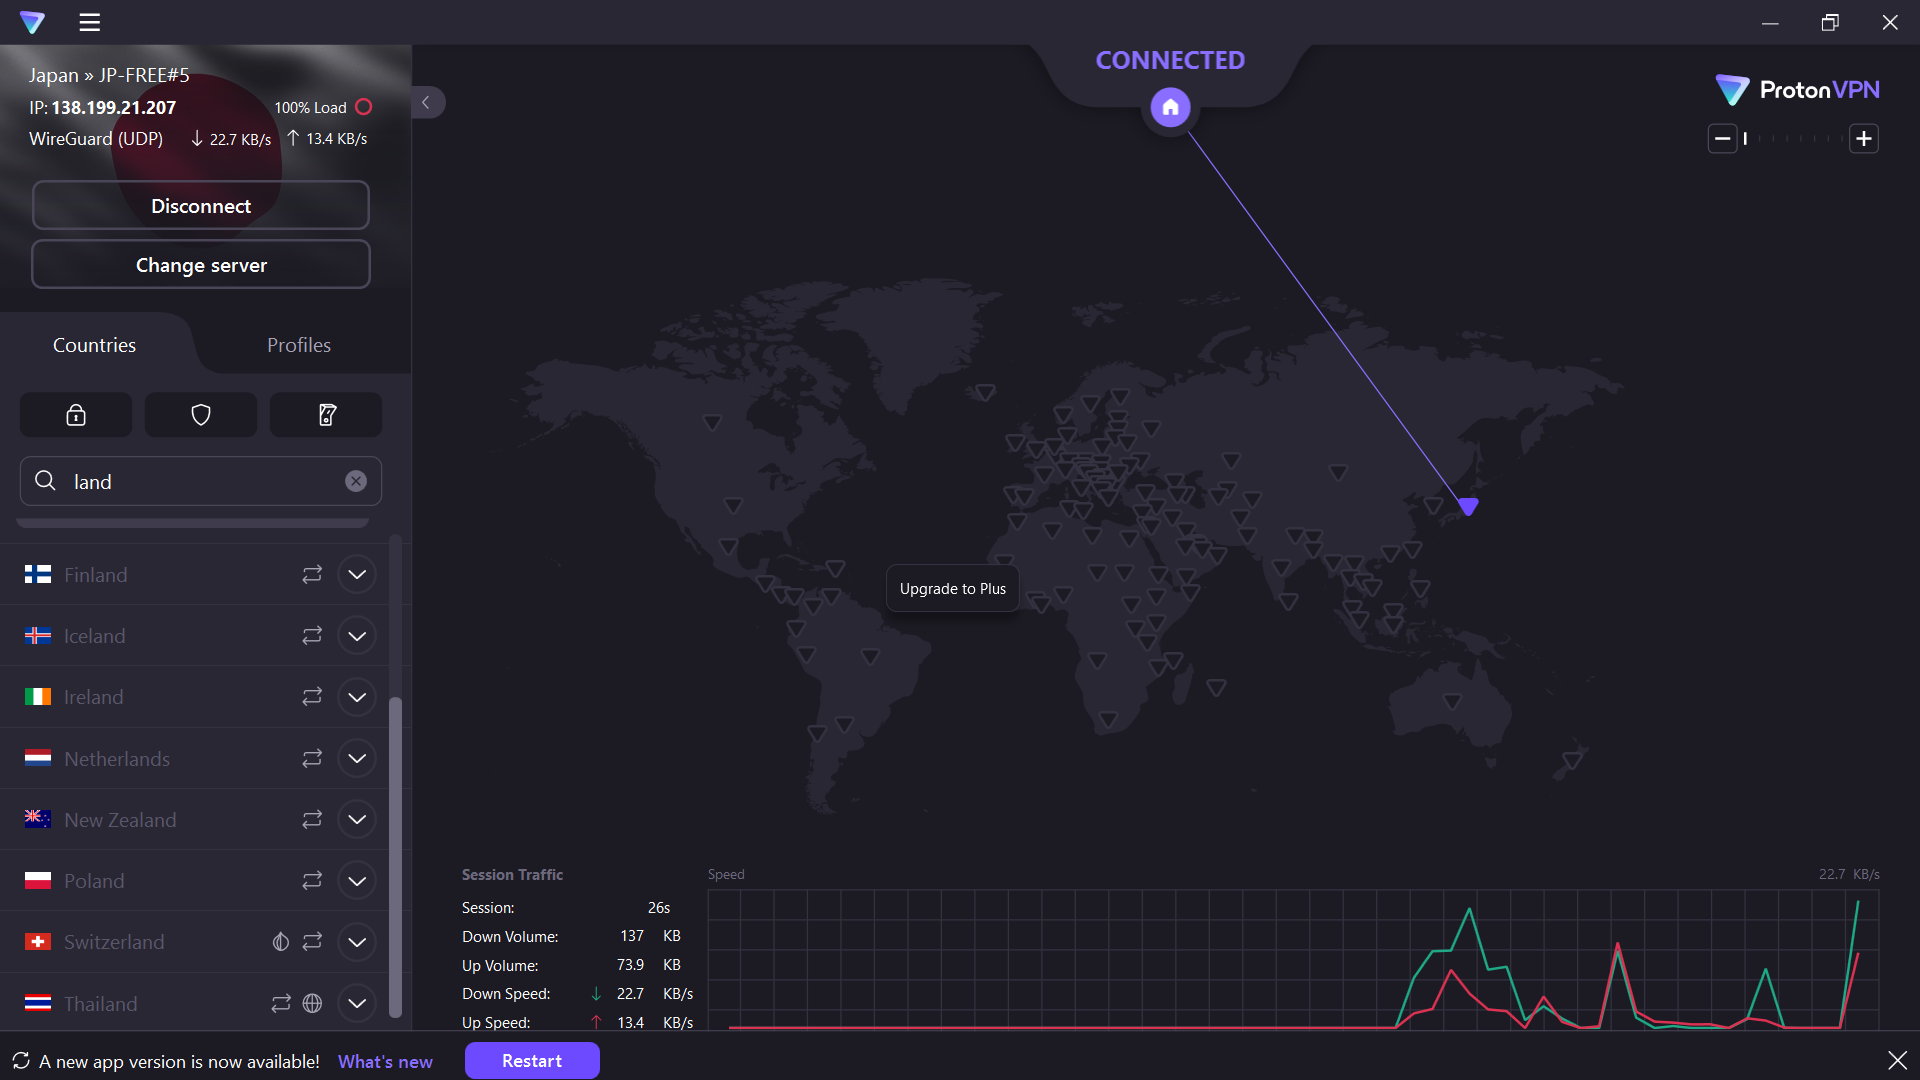 Japan » JP-FREE#5
IP: 138.199.21.207
100% Load
WireGuard (UDP)
22.7 KB/s
13.4 KB/s
Disconnect
Change server
Countries
Profiles
land
Finland
Iceland
Ireland
Netherlands
New Zealand
Poland
Switzerland
Thailand
CONNECTED
ProtonVPN
Upgrade to Plus
Session Traffic
Session: 26s
Down Volume: 137 KB
Up Volume: 73.9 KB
Down Speed: 22.7 KB/s
Up Speed: 13.4 KB/s
Speed
22.7 KB/s
A new app version is now available! What's new
Restart